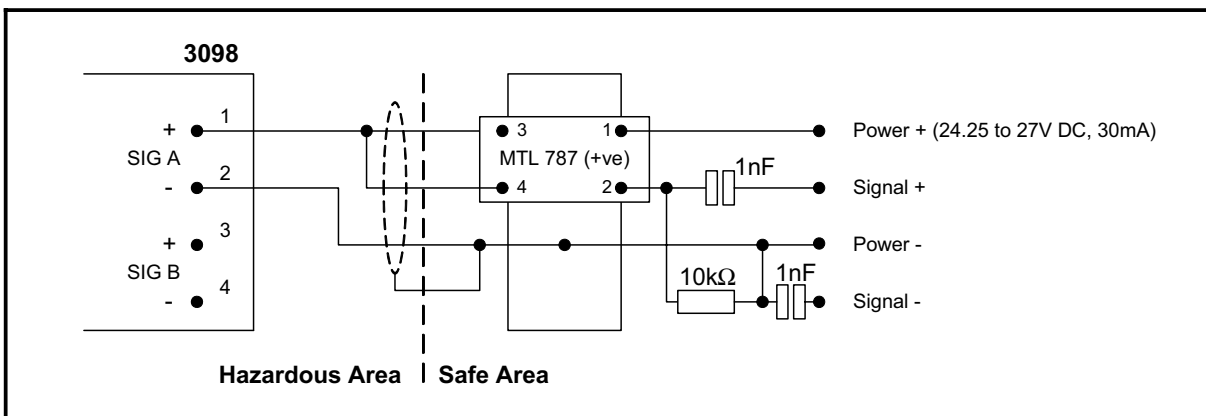 3098
1
+
SIG A
2
-
3
+
SIG B
4
-
3
1
MTL 787 (+ve)
4
2
Power + (24.25 to 27V DC, 30mA)
1nF
Signal +
Power -
10kΩ
1nF
Signal -
Hazardous Area
Safe Area